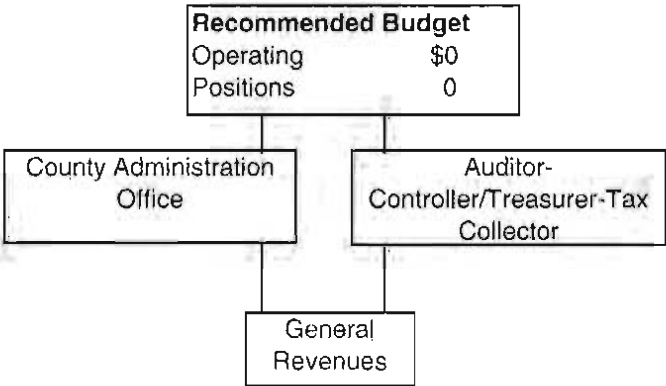 Recommended Budget
Operating $0
Positions 0
County Administration
Office
Auditor-
Controller/Treasurer-Tax
Collector
General
Revenues